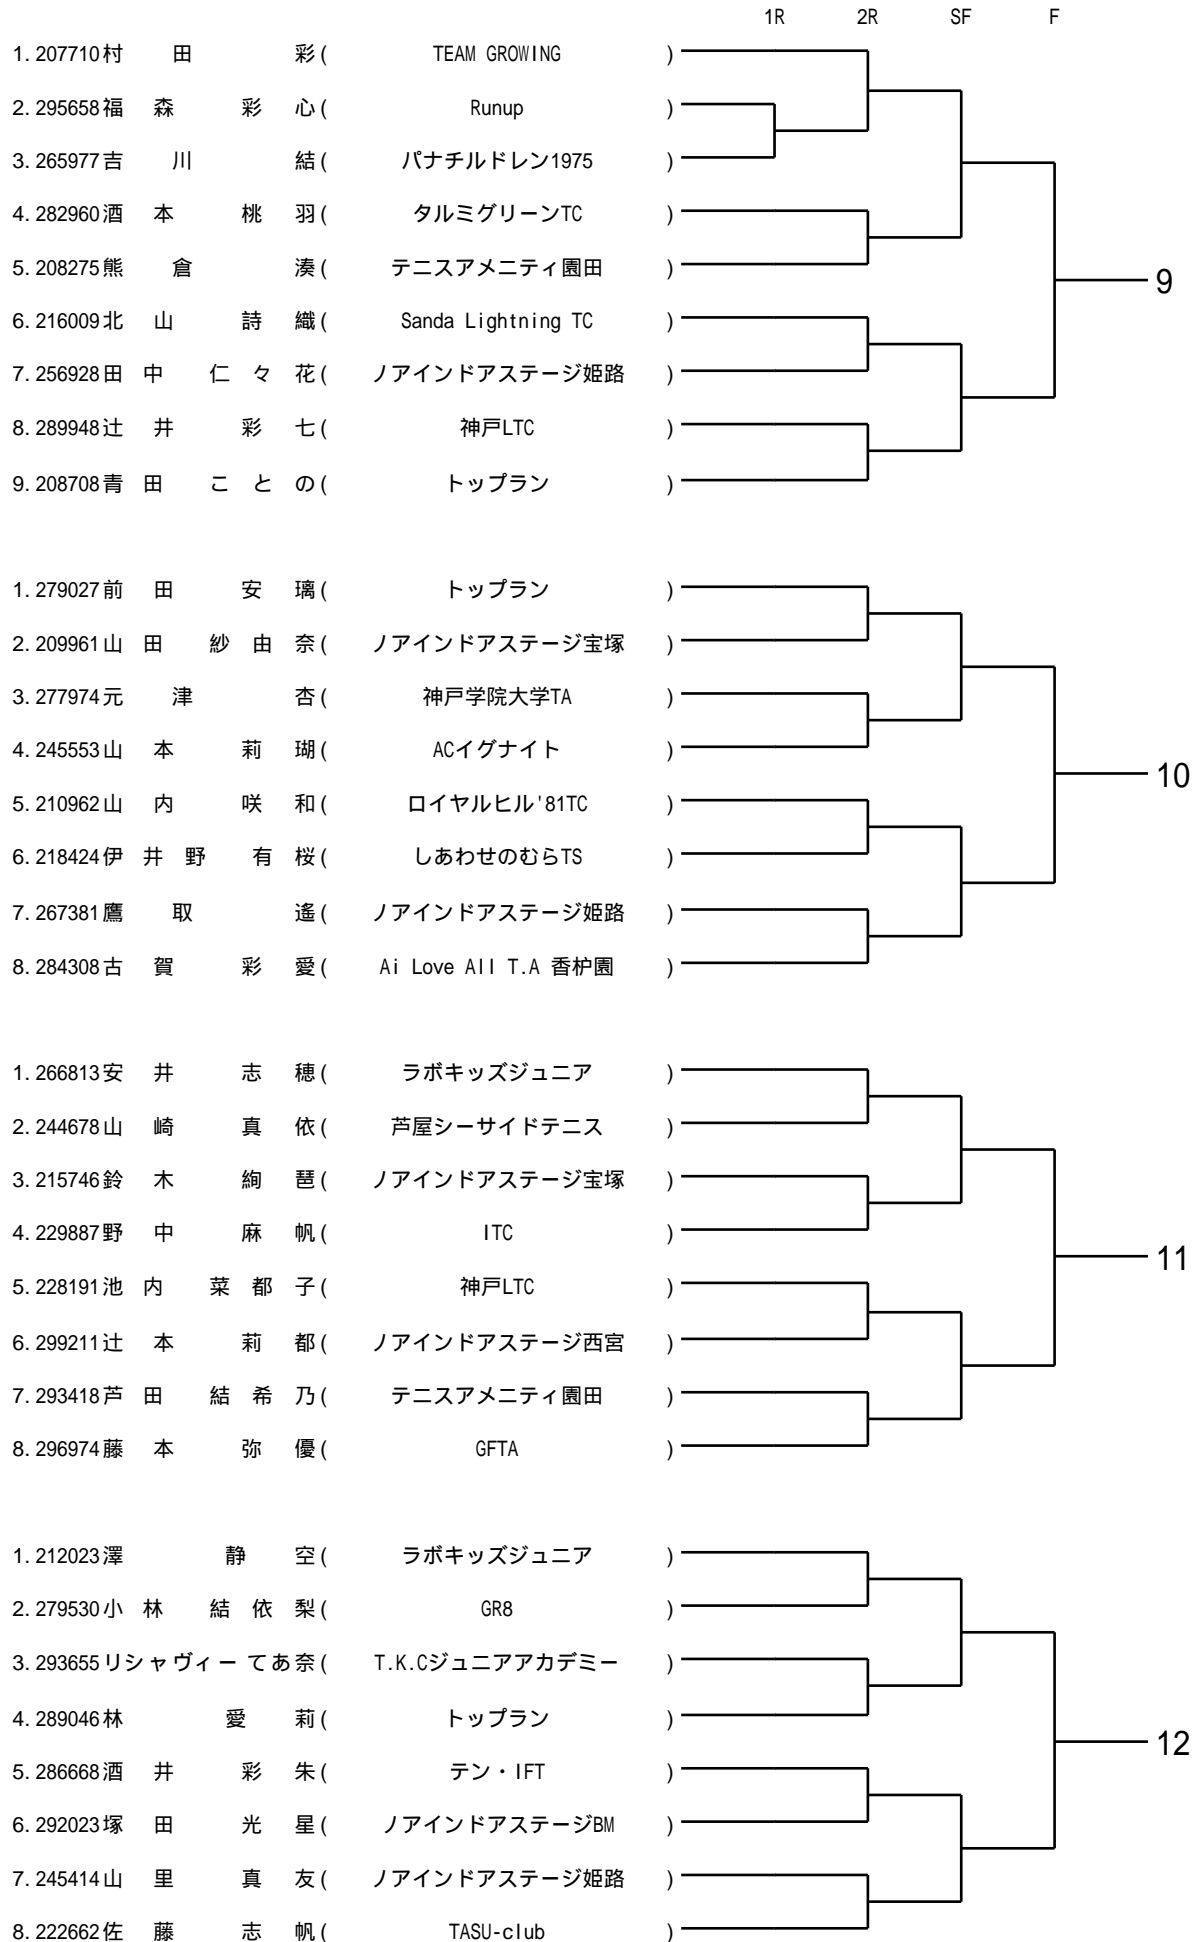 1R 2R SF F
1. 207710 村 田 彩 ( TEAM GROWING )
2. 295658 福 森 彩 心 ( Runup )
3. 265977 吉 川 結 ( パナチルドレン1975 )
4. 282960 酒 本 桃 羽 ( タルミグリーンTC )
5. 208275 熊 倉 湊 ( テニスアメニティ園田 )
9
6. 216009 北 山 詩 織 ( Sanda Lightning TC )
7. 256928 田 中 仁 々 花 ( ノアインドアステージ姫路 )
8. 289948 辻 井 彩 七 ( 神戸LTC )
9. 208708 青 田 こ と の ( トップラン )
1. 279027 前 田 安 璃 ( トップラン )
2. 209961 山 田 紗 由 奈 ( ノアインドアステージ宝塚 )
3. 277974 元 津 杏 ( 神戸学院大学TA )
4. 245553 山 本 莉 瑚 ( ACイグナイト )
10
5. 210962 山 内 咲 和 ( ロイヤルヒル'81TC )
6. 218424 伊 井 野 有 桜 ( しあわせのむらTS )
7. 267381 鷹 取 遙 ( ノアインドアステージ姫路 )
8. 284308 古 賀 彩 愛 ( Ai Love All T.A 香枦園 )
1. 266813 安 井 志 穂 ( ラボキッズジュニア )
2. 244678 山 崎 真 依 ( 芦屋シーサイドテニス )
3. 215746 鈴 木 絢 琶 ( ノアインドアステージ宝塚 )
4. 229887 野 中 麻 帆 ( ITC )
11
5. 228191 池 内 菜 都 子 ( 神戸LTC )
6. 299211 辻 本 莉 都 ( ノアインドアステージ西宮 )
7. 293418 芦 田 結 希 乃 ( テニスアメニティ園田 )
8. 296974 藤 本 弥 優 ( GFTA )
1. 212023 澤 静 空 ( ラボキッズジュニア )
2. 279530 小 林 結 依 梨 ( GR8 )
3. 293655 リシャヴィー てあ奈 ( T.K.Cジュニアアカデミー )
4. 289046 林 愛 莉 ( トップラン )
12
5. 286668 酒 井 彩 朱 ( テン・IFT )
6. 292023 塚 田 光 星 ( ノアインドアステージBM )
7. 245414 山 里 真 友 ( ノアインドアステージ姫路 )
8. 222662 佐 藤 志 帆 ( TASU-club )